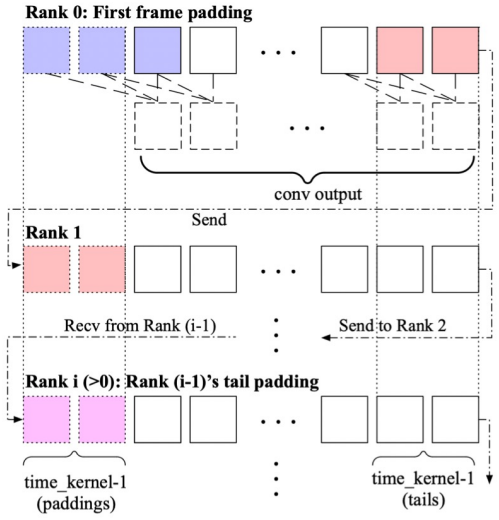 Rank 0: First frame padding
conv output
Send
Rank 1
Recv from Rank (i-1)
Send to Rank 2
Rank i (>0): Rank (i-1)'s tail padding
time_kernel-1
(paddings)
time_kernel-1
(tails)